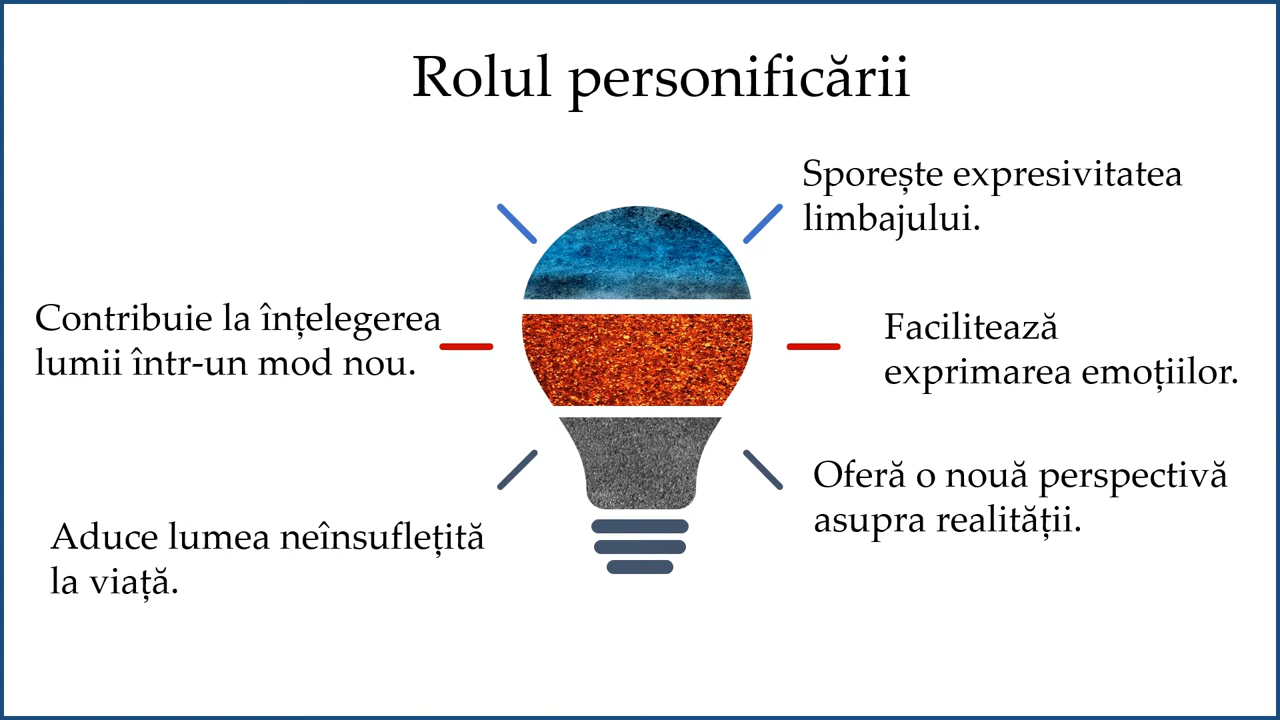 Rolul personificării
Sporește expresivitatea
limbajului.
Contribuie la înțelegerea
lumii într-un mod nou.
Facilitează
exprimarea emoțiilor.
Oferă o nouă perspectivă
asupra realității.
Aduce lumea neînsuflețită
la viață.